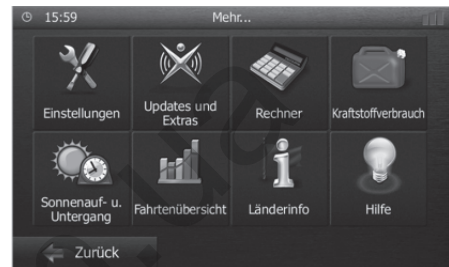 15:59 Mehr...
Einstellungen
Updates und
Extras
Rechner
Kraftstoffverbrauch
Sonnenauf- u.
Untergang
Fahrtenübersicht
Länderinfo
Hilfe
Zurück